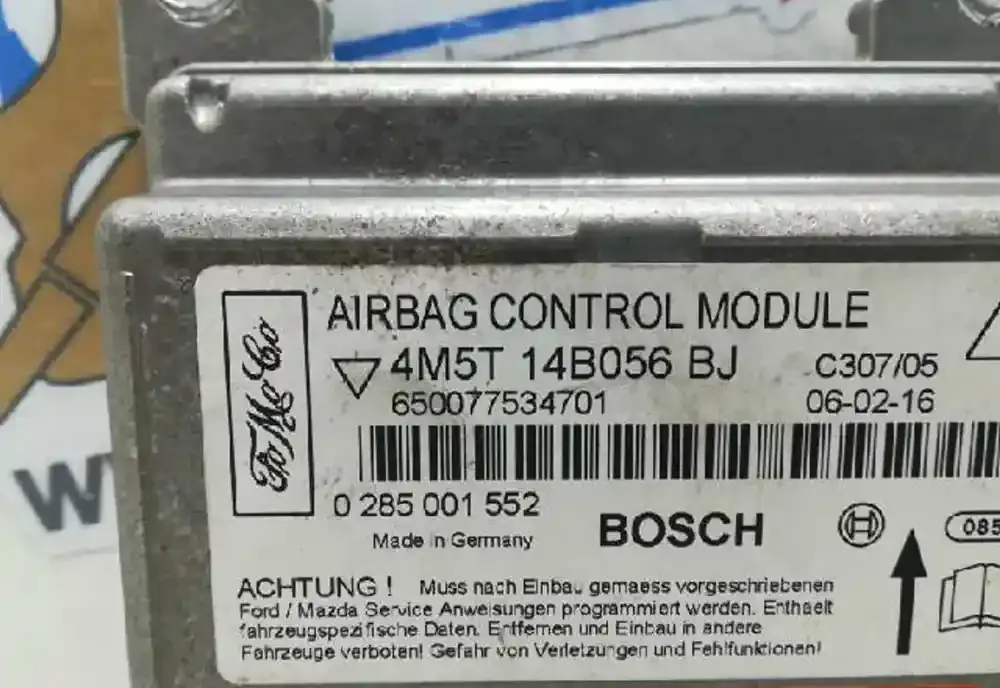 AIRBAG CONTROL MODULE
4M5T 14B056 BJ
C307/05
650077534701
06-02-16
FoMoCo
0 285 001 552
Made in Germany
BOSCH
085
ACHTUNG ! Muss nach Einbau gemaess vorgeschriebenen
Ford / Mazda Service Anweisungen programmiert werden. Enthaelt
fahrzeugspezifische Daten. Entfernen und Einbau in andere
Fahrzeuge verboten! Gefahr von Verletzungen und Fehlfunktionen!
W